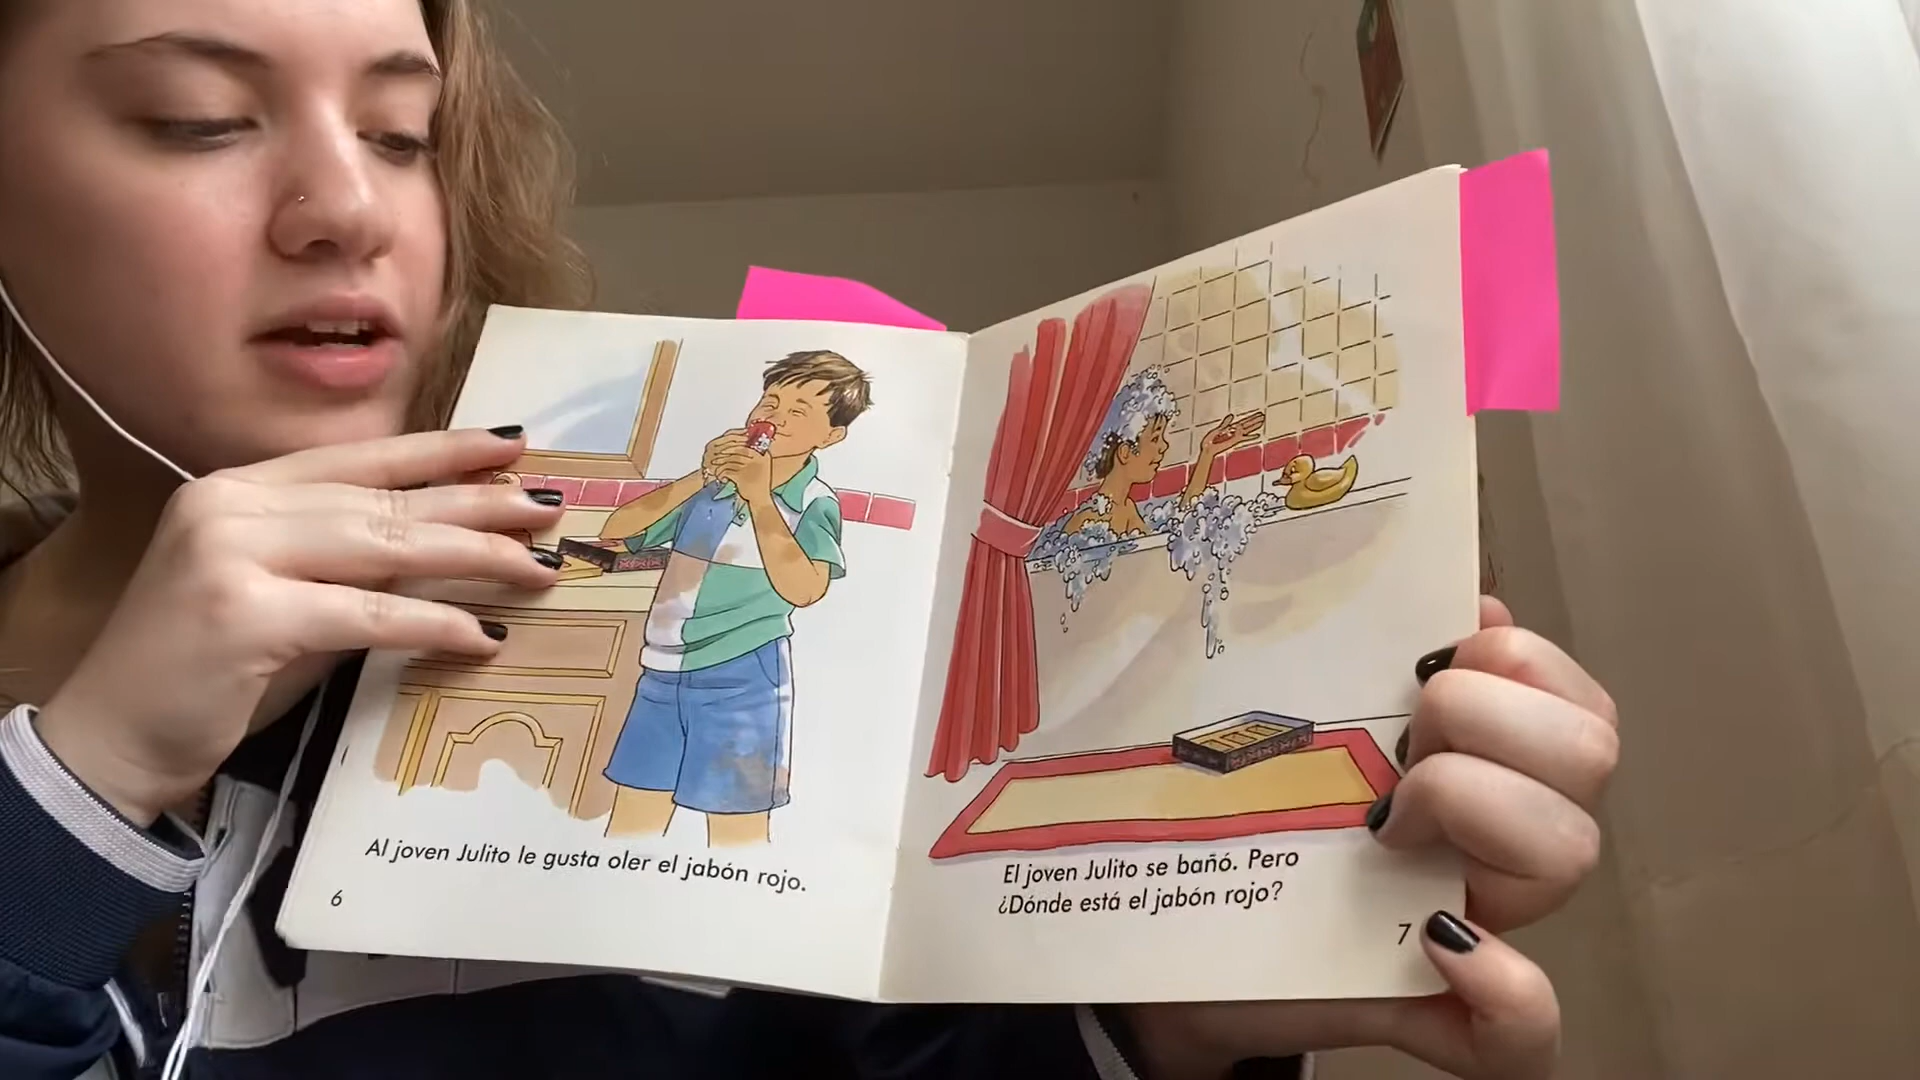 Al joven Julito le gusta oler el jabón rojo.
6
El joven Julito se bañó. Pero
¿Dónde está el jabón rojo?
7